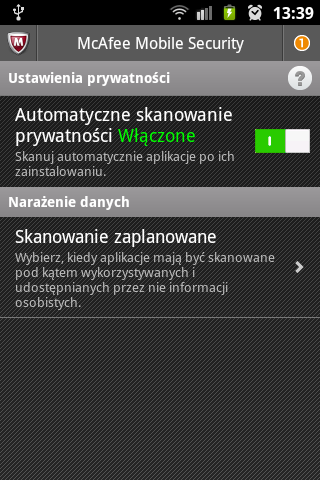 13:39
McAfee Mobile Security
1
Ustawienia prywatności
?
Automatyczne skanowanie
prywatności Włączone
Skanuj automatycznie aplikacje po ich
zainstalowaniu.
Narażenie danych
Skanowanie zaplanowane
Wybierz, kiedy aplikacje mają być skanowane
pod kątem wykorzystywanych i
udostępnianych przez nie informacji
osobistych.